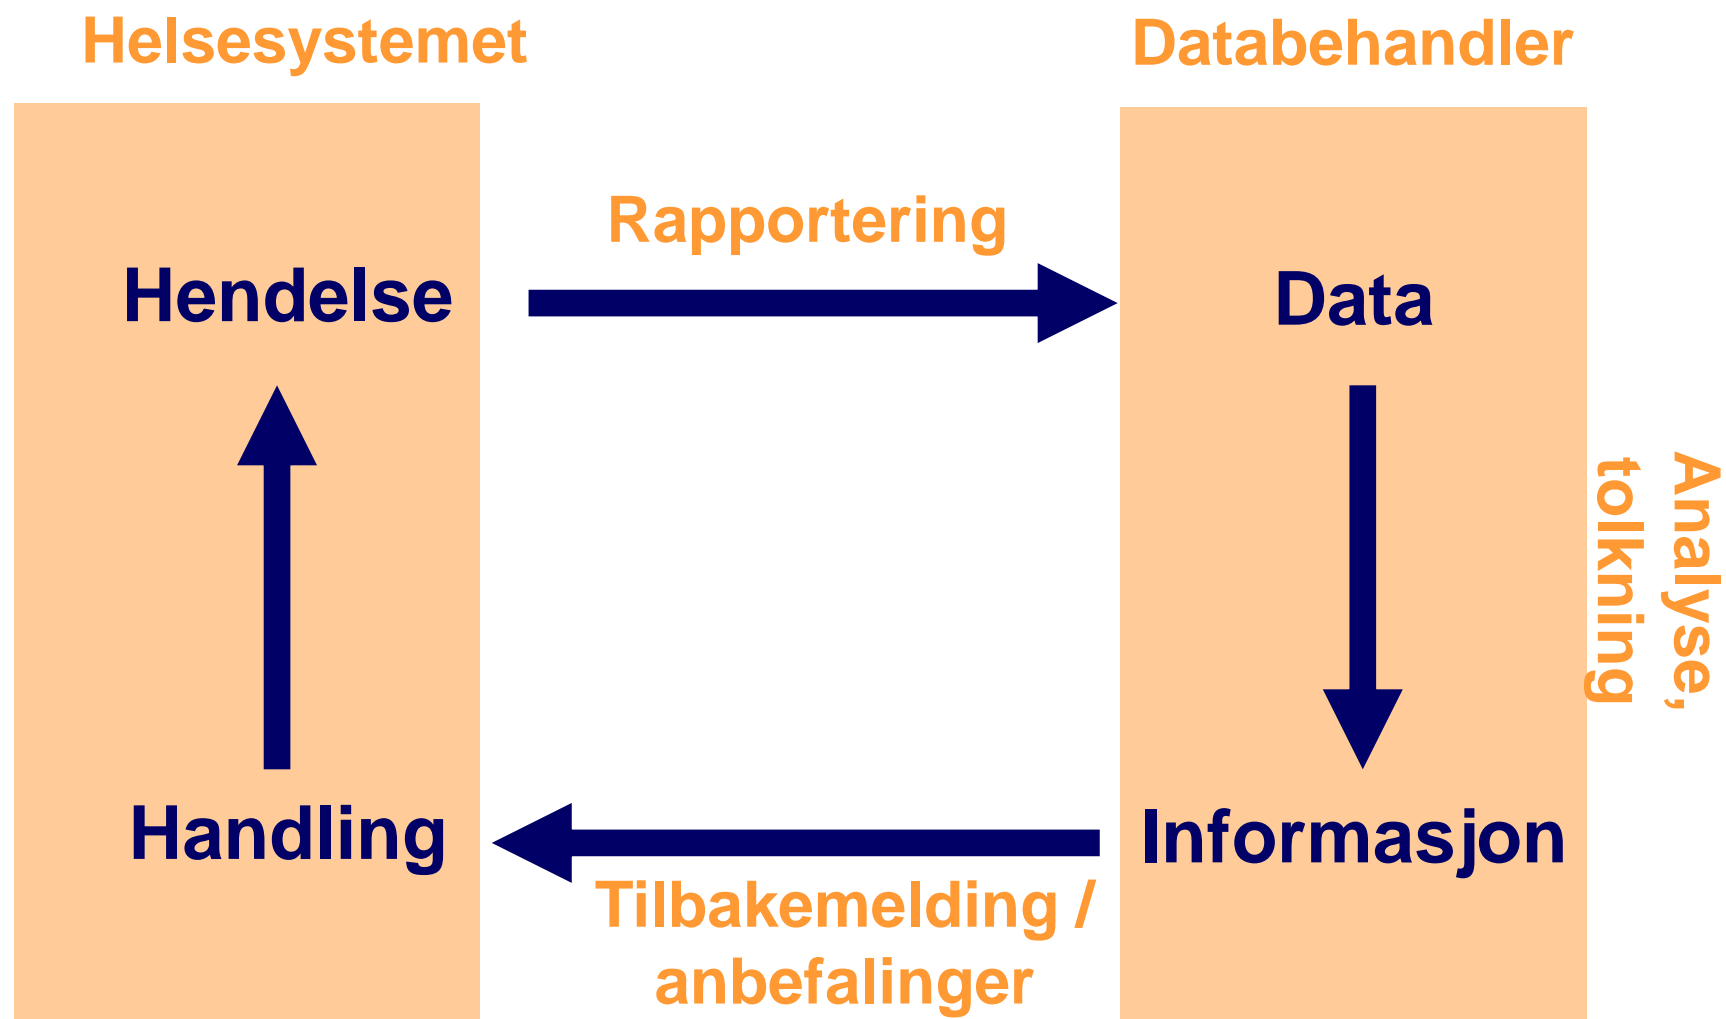 Helsesystemet
Databehandler
Rapportering
Hendelse
Data
Analyse,
tolkning
Handling
Informasjon
Tilbakemelding /
anbefalinger